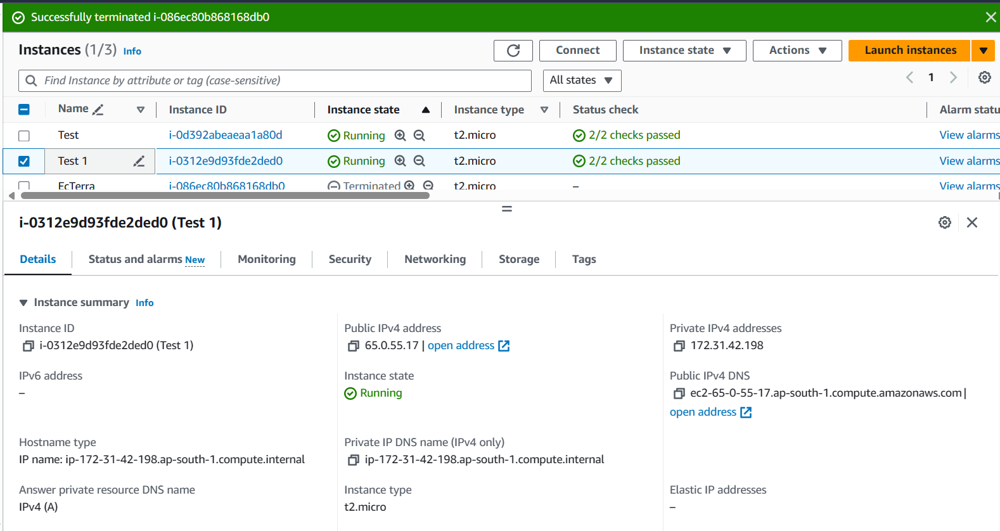 Successfully terminated i-086ec80b868168db0
Instances (1/3) Info
Connect
Instance state
Actions
Launch instances
Find Instance by attribute or tag (case-sensitive)
All states
1
Name Instance ID Instance state Instance type Status check Alarm statu
Test i-0d392abeaeaa1a80d Running t2.micro 2/2 checks passed View alarms
Test 1 i-0312e9d93fde2ded0 Running t2.micro 2/2 checks passed View alarms
EcTerra i-086ec80b868168db0 Terminated t2.micro – View alarms
i-0312e9d93fde2ded0 (Test 1)
Details Status and alarms New Monitoring Security Networking Storage Tags
Instance summary Info
Instance ID
i-0312e9d93fde2ded0 (Test 1)
Public IPv4 address
65.0.55.17 | open address
Private IPv4 addresses
172.31.42.198
IPv6 address
–
Instance state
Running
Public IPv4 DNS
ec2-65-0-55-17.ap-south-1.compute.amazonaws.com |
open address
Hostname type
IP name: ip-172-31-42-198.ap-south-1.compute.internal
Private IP DNS name (IPv4 only)
ip-172-31-42-198.ap-south-1.compute.internal
Answer private resource DNS name
IPv4 (A)
Instance type
t2.micro
Elastic IP addresses
–